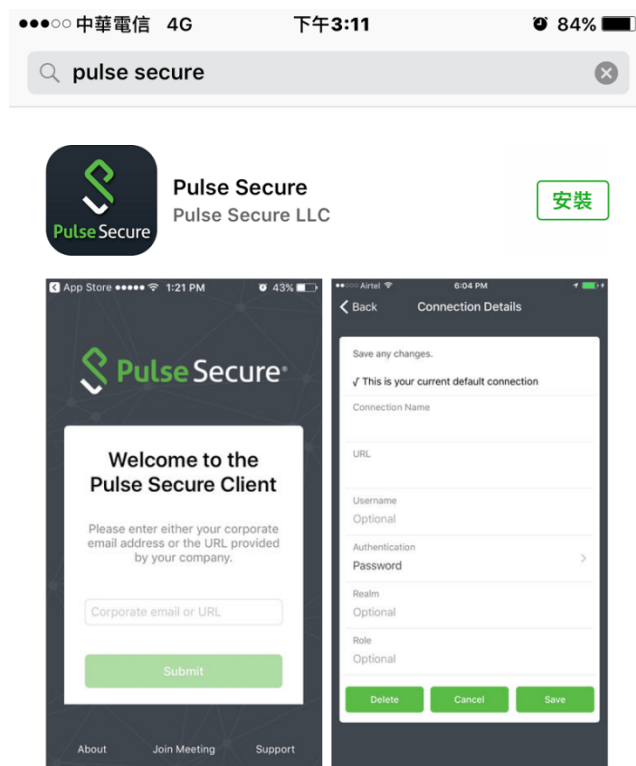 中華電信 4G 下午3:11 84%
pulse secure
Pulse Secure
Pulse Secure
Pulse Secure LLC
安裝
App Store 1:21 PM 43%
Pulse Secure
Welcome to the
Pulse Secure Client
Please enter either your corporate
email address or the URL provided
by your company.
Corporate email or URL
Submit
About Join Meeting Support
Airtel 6:04 PM
Back Connection Details
Save any changes.
√ This is your current default connection
Connection Name
URL
Username
Optional
Authentication
Password
Realm
Optional
Role
Optional
Delete Cancel Save